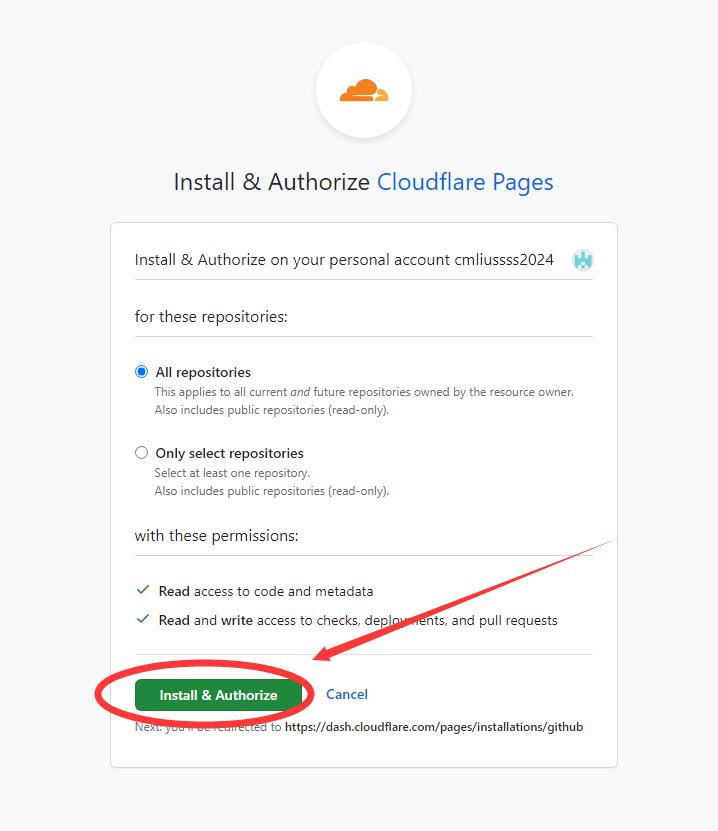 Install & Authorize Cloudflare Pages
Install & Authorize on your personal account cmliussss2024
for these repositories:
All repositories
This applies to all current and future repositories owned by the resource owner.
Also includes public repositories (read-only).
Only select repositories
Select at least one repository.
Also includes public repositories (read-only).
with these permissions:
Read access to code and metadata
Read and write access to checks, deployments, and pull requests
Install & Authorize
Cancel
Next: you'll be redirected to https://dash.cloudflare.com/pages/installations/github